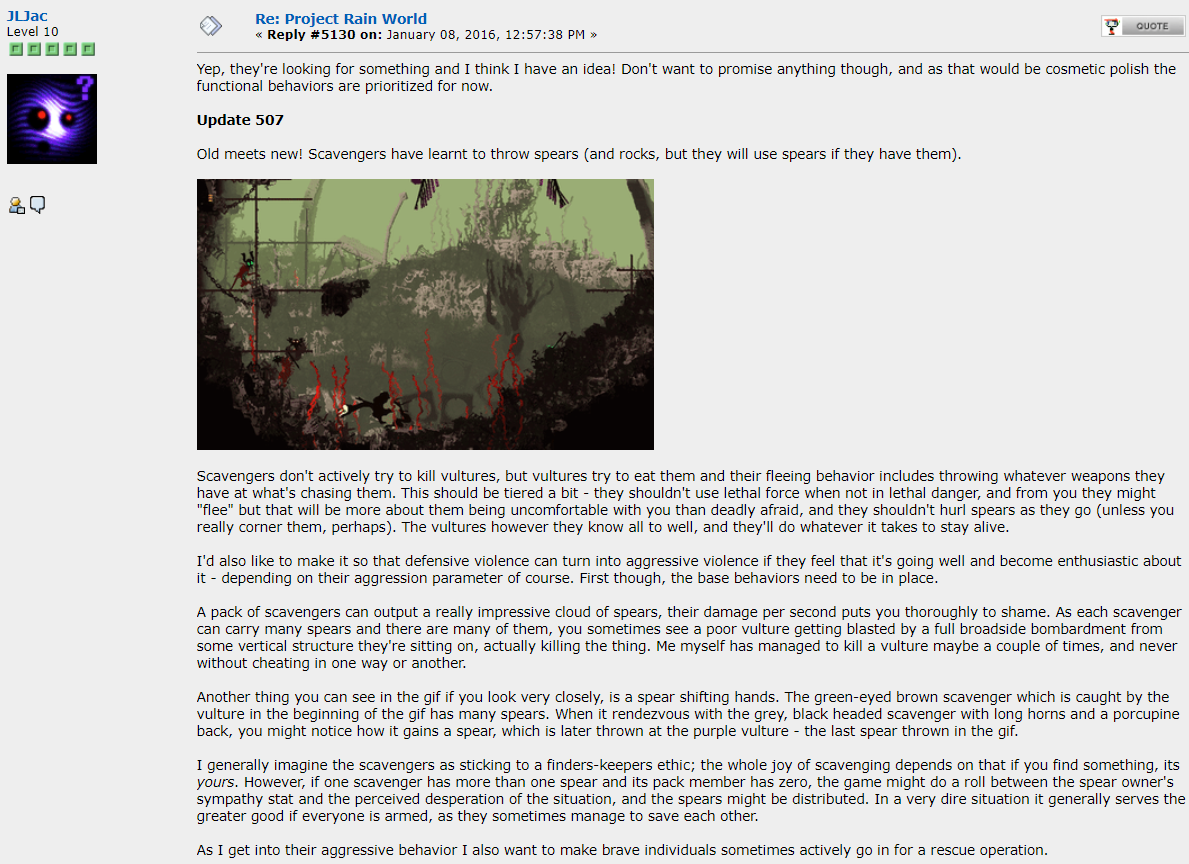 JLJac
Level 10
Re: Project Rain World
« Reply #5130 on: January 08, 2016, 12:57:38 PM »
QUOTE
Yep, they're looking for something and I think I have an idea! Don't want to promise anything though, and as that would be cosmetic polish the
functional behaviors are prioritized for now.
Update 507
Old meets new! Scavengers have learnt to throw spears (and rocks, but they will use spears if they have them).
Scavengers don't actively try to kill vultures, but vultures try to eat them and their fleeing behavior includes throwing whatever weapons they
have at what's chasing them. This should be tiered a bit - they shouldn't use lethal force when not in lethal danger, and from you they might
"flee" but that will be more about them being uncomfortable with you than deadly afraid, and they shouldn't hurl spears as they go (unless you
really corner them, perhaps). The vultures however they know all to well, and they'll do whatever it takes to stay alive.
I'd also like to make it so that defensive violence can turn into aggressive violence if they feel that it's going well and become enthusiastic about
it - depending on their aggression parameter of course. First though, the base behaviors need to be in place.
A pack of scavengers can output a really impressive cloud of spears, their damage per second puts you thoroughly to shame. As each scavenger
can carry many spears and there are many of them, you sometimes see a poor vulture getting blasted by a full broadside bombardment from
some vertical structure they're sitting on, actually killing the thing. Me myself has managed to kill a vulture maybe a couple of times, and never
without cheating in one way or another.
Another thing you can see in the gif if you look very closely, is a spear shifting hands. The green-eyed brown scavenger which is caught by the
vulture in the beginning of the gif has many spears. When it rendezvous with the grey, black headed scavenger with long horns and a porcupine
back, you might notice how it gains a spear, which is later thrown at the purple vulture - the last spear thrown in the gif.
I generally imagine the scavengers as sticking to a finders-keepers ethic; the whole joy of scavenging depends on that if you find something, its
yours. However, if one scavenger has more than one spear and its pack member has zero, the game might do a roll between the spear owner's
sympathy stat and the perceived desperation of the situation, and the spears might be distributed. In a very dire situation it generally serves the
greater good if everyone is armed, as they sometimes manage to save each other.
As I get into their aggressive behavior I also want to make brave individuals sometimes actively go in for a rescue operation.